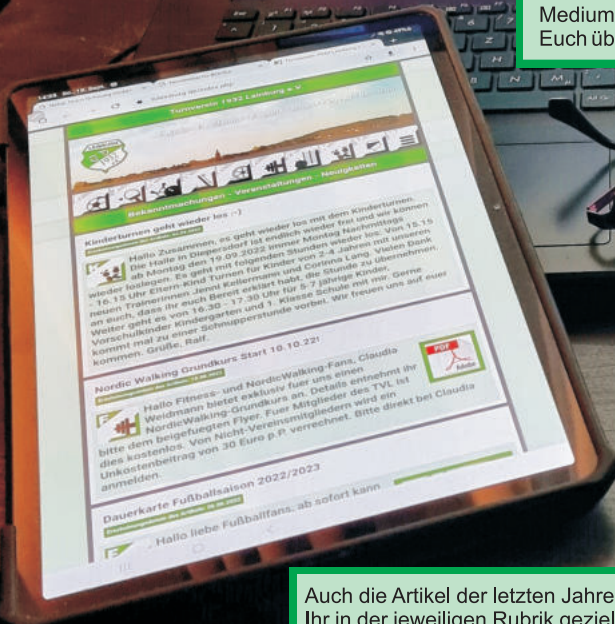 Medium
Euch üb
Turnverein 1932 Leinburg e.V.
Bekanntmachungen - Veranstaltungen - Neuigkeiten
Kinderturnen geht wieder los :-)
Hallo Zusammen, es geht wieder los mit dem Kinderturnen.
Die Halle in Diepersdorf ist endlich wieder frei und wir können
ab Montag den 19.09.2022 immer Montag Nachmittags
wieder loslegen. Es geht mit folgenden Stunden wieder los. Von 15.15
- 16.15 Uhr Eltern-Kind Turnen für Kinder von 2-4 Jahren mit unseren
neuen Trainerinnen Jenni Kellermann und Corinna Lang. Vielen Dank
an euch, dass ihr euch Bereit erklärt habt, die Stunde zu übernehmen.
Weiter geht es von 16.30 - 17.30 Uhr für 5-7 jährige Kinder,
Vorschulkinder Kindergarten und 1. Klasse Schule mit mir. Gerne
kommt mal zu einer Schnupperstunde vorbei. Wir freuen uns auf euer
kommen. Grüße, Ralf.
Nordic Walking Grundkurs Start 10.10.22!
Hallo Fitness- und NordicWalking-Fans, Claudia
Weidmann bietet exklusiv fuer uns einen
NordicWalking-Grundkurs an. Details entnehmt ihr
bitte dem beigefuegten Flyer. Fuer Mitglieder des TVL ist
dies kostenlos. Von Nicht-Vereinsmitgliedern wird ein
Unkostenbeitrag von 30 Euro p.P. verrechnet. Bitte direkt bei Claudia
anmelden.
PDF
Adobe
Dauerkarte Fußballsaison 2022/2023
Hallo liebe Fußballfans, ab sofort kann
Auch die Artikel der letzten Jahre
Ihr in der jeweiligen Rubrik geziel